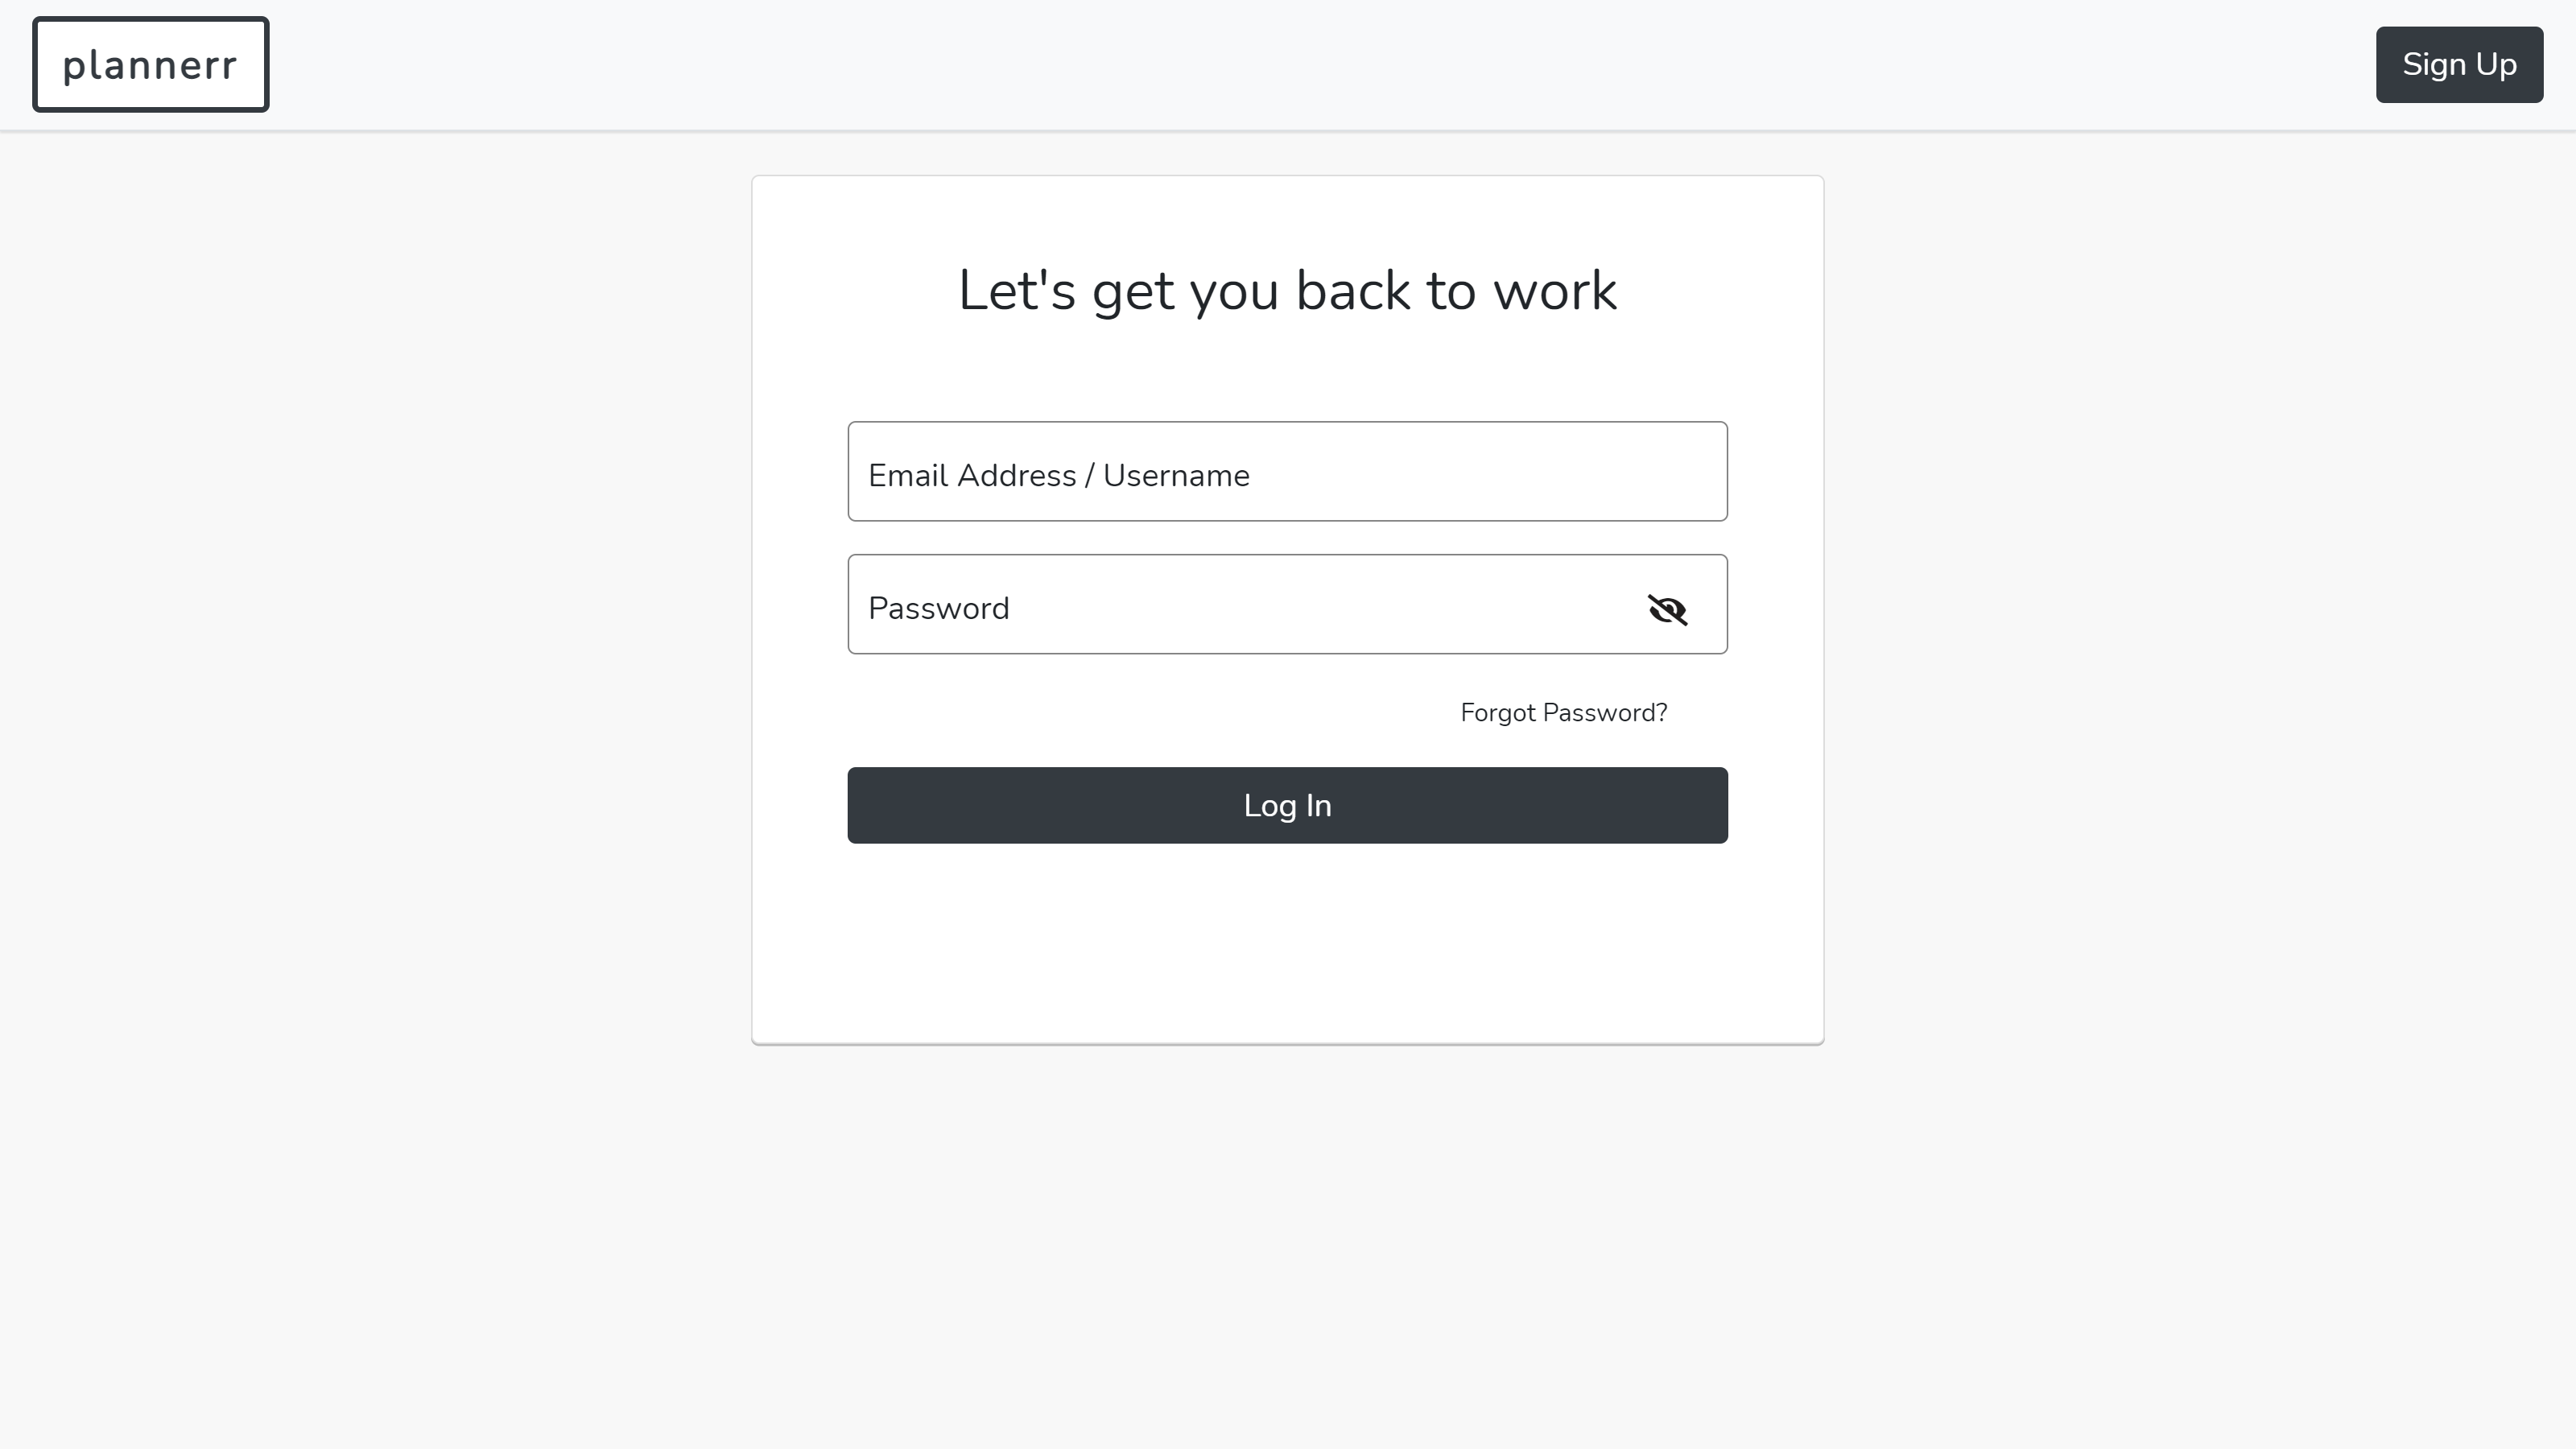 plannerr
Sign Up
Let's get you back to work
Email Address / Username
Password
Forgot Password?
Log In